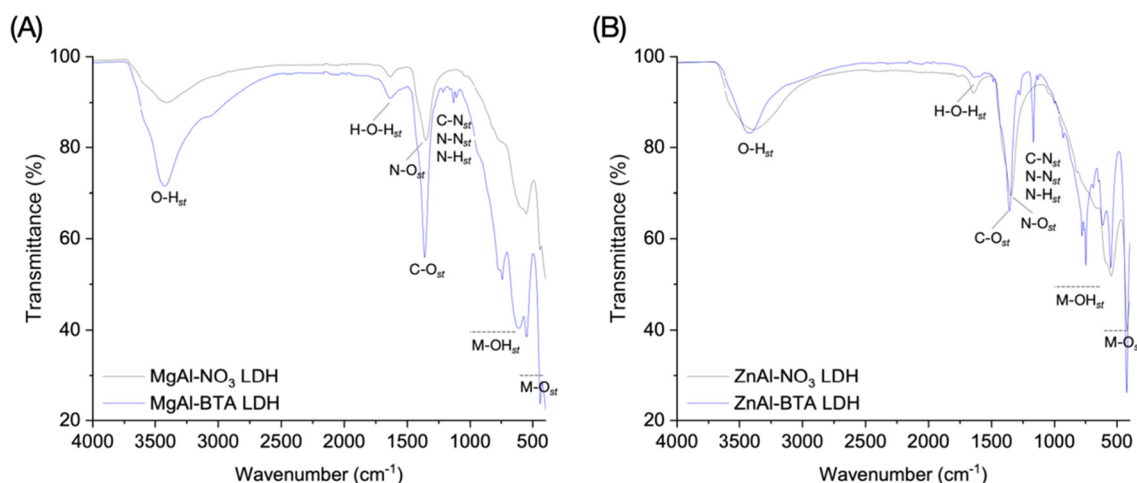 (A)
100
80
60
40
20
Transmittance (%)
O-Hst
H-O-Hst
N-Ost
C-Nst
N-Nst
N-Hst
C-Ost
M-OHst
M-Ost
MgAl-NO3 LDH
MgAl-BTA LDH
4000 3500 3000 2500 2000 1500 1000 500
Wavenumber (cm-1)
(B)
100
80
60
40
20
Transmittance (%)
O-Hst
H-O-Hst
C-Nst
N-Nst
N-Hst
N-Ost
C-Ost
M-OHst
M-Os
ZnAl-NO3 LDH
ZnAl-BTA LDH
4000 3500 3000 2500 2000 1500 1000 500
Wavenumber (cm-1)